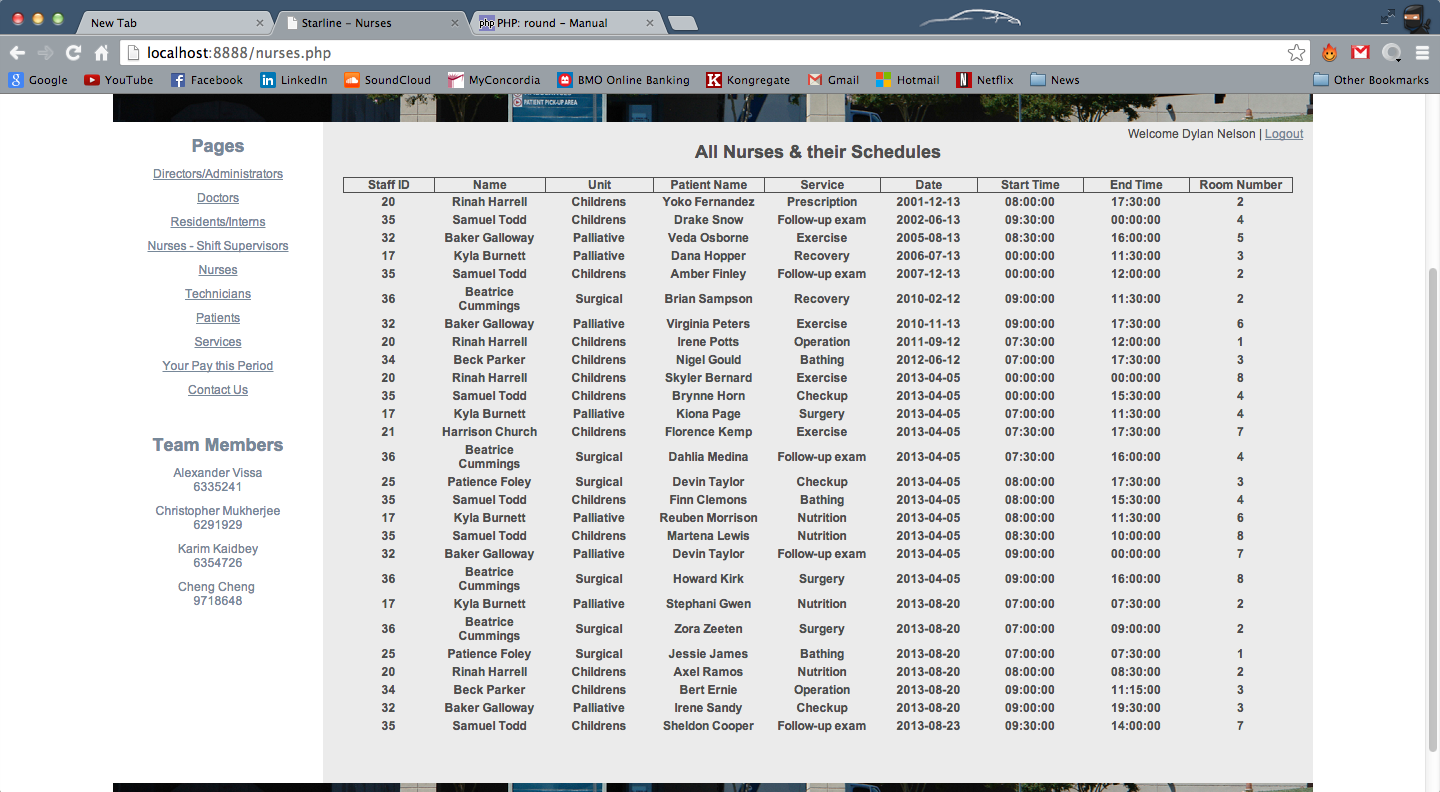 New Tab
Starline - Nurses
php PHP: round - Manual
localhost:8888/nurses.php
Google YouTube Facebook LinkedIn SoundCloud MyConcordia BMO Online Banking Kongregate Gmail Hotmail Netflix News Other Bookmarks
PATIENT PICK-UP AREA
Welcome Dylan Nelson | Logout
Pages
Directors/Administrators
Doctors
Residents/Interns
Nurses - Shift Supervisors
Nurses
Technicians
Patients
Services
Your Pay this Period
Contact Us
Team Members
Alexander Vissa
6335241
Christopher Mukherjee
6291929
Karim Kaidbey
6354726
Cheng Cheng
9718648
All Nurses & their Schedules
Staff ID Name Unit Patient Name Service Date Start Time End Time Room Number
20 Rinah Harrell Childrens Yoko Fernandez Prescription 2001-12-13 08:00:00 17:30:00 2
35 Samuel Todd Childrens Drake Snow Follow-up exam 2002-06-13 09:30:00 00:00:00 4
32 Baker Galloway Palliative Veda Osborne Exercise 2005-08-13 08:30:00 16:00:00 5
17 Kyla Burnett Palliative Dana Hopper Recovery 2006-07-13 00:00:00 11:30:00 3
35 Samuel Todd Childrens Amber Finley Follow-up exam 2007-12-13 00:00:00 12:00:00 2
36 Beatrice Cummings Surgical Brian Sampson Recovery 2010-02-12 09:00:00 11:30:00 2
32 Baker Galloway Palliative Virginia Peters Exercise 2010-11-13 09:00:00 17:30:00 6
20 Rinah Harrell Childrens Irene Potts Operation 2011-09-12 07:30:00 12:00:00 1
34 Beck Parker Childrens Nigel Gould Bathing 2012-06-12 07:00:00 17:30:00 3
20 Rinah Harrell Childrens Skyler Bernard Exercise 2013-04-05 00:00:00 00:00:00 8
35 Samuel Todd Childrens Brynne Horn Checkup 2013-04-05 00:00:00 15:30:00 4
17 Kyla Burnett Palliative Kiona Page Surgery 2013-04-05 07:00:00 11:30:00 4
21 Harrison Church Childrens Florence Kemp Exercise 2013-04-05 07:30:00 17:30:00 7
36 Beatrice Cummings Surgical Dahlia Medina Follow-up exam 2013-04-05 07:30:00 16:00:00 4
25 Patience Foley Surgical Devin Taylor Checkup 2013-04-05 08:00:00 17:30:00 3
35 Samuel Todd Childrens Finn Clemons Bathing 2013-04-05 08:00:00 15:30:00 4
17 Kyla Burnett Palliative Reuben Morrison Nutrition 2013-04-05 08:00:00 11:30:00 6
35 Samuel Todd Childrens Martena Lewis Nutrition 2013-04-05 08:30:00 10:00:00 8
32 Baker Galloway Palliative Devin Taylor Follow-up exam 2013-04-05 09:00:00 00:00:00 7
36 Beatrice Cummings Surgical Howard Kirk Surgery 2013-04-05 09:00:00 16:00:00 8
17 Kyla Burnett Palliative Stephani Gwen Nutrition 2013-08-20 07:00:00 07:30:00 2
36 Beatrice Cummings Surgical Zora Zeeten Surgery 2013-08-20 07:00:00 09:00:00 2
25 Patience Foley Surgical Jessie James Bathing 2013-08-20 07:00:00 07:30:00 1
20 Rinah Harrell Childrens Axel Ramos Nutrition 2013-08-20 08:00:00 08:30:00 2
34 Beck Parker Childrens Bert Ernie Operation 2013-08-20 09:00:00 11:15:00 3
32 Baker Galloway Palliative Irene Sandy Checkup 2013-08-20 09:00:00 19:30:00 3
35 Samuel Todd Childrens Sheldon Cooper Follow-up exam 2013-08-23 09:30:00 14:00:00 7